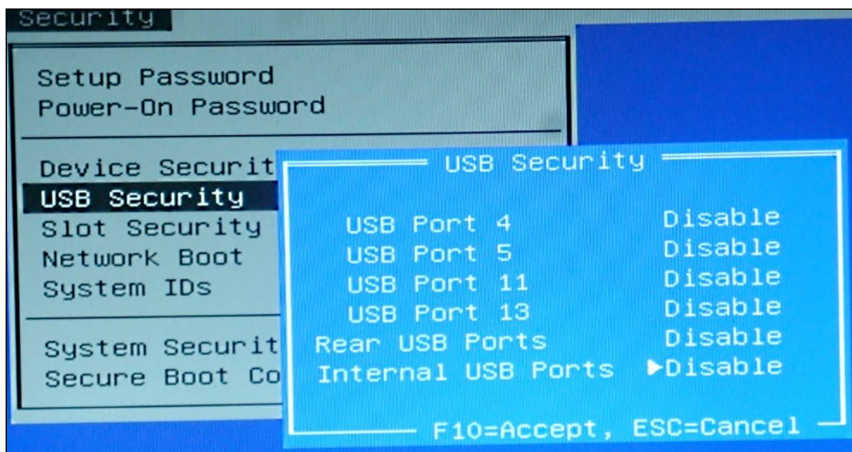 Security
Setup Password
Power-On Password
Device Securit
USB Security
Slot Security
Network Boot
System IDs
System Securit
Secure Boot Co
USB Security
USB Port 4 Disable
USB Port 5 Disable
USB Port 11 Disable
USB Port 13 Disable
Rear USB Ports Disable
Internal USB Ports ▶Disable
F10=Accept, ESC=Cancel